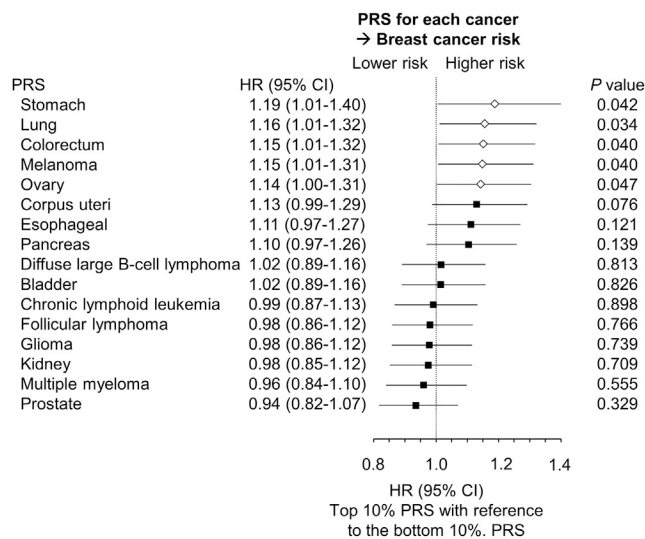 PRS for each cancer
→ Breast cancer risk
Lower risk Higher risk
PRS HR (95% CI) P value
Stomach 1.19 (1.01-1.40) 0.042
Lung 1.16 (1.01-1.32) 0.034
Colorectum 1.15 (1.01-1.32) 0.040
Melanoma 1.15 (1.01-1.31) 0.040
Ovary 1.14 (1.00-1.31) 0.047
Corpus uteri 1.13 (0.99-1.29) 0.076
Esophageal 1.11 (0.97-1.27) 0.121
Pancreas 1.10 (0.97-1.26) 0.139
Diffuse large B-cell lymphoma 1.02 (0.89-1.16) 0.813
Bladder 1.02 (0.89-1.16) 0.826
Chronic lymphoid leukemia 0.99 (0.87-1.13) 0.898
Follicular lymphoma 0.98 (0.86-1.12) 0.766
Glioma 0.98 (0.86-1.12) 0.739
Kidney 0.98 (0.85-1.12) 0.709
Multiple myeloma 0.96 (0.84-1.10) 0.555
Prostate 0.94 (0.82-1.07) 0.329
0.8 1.0 1.2 1.4
HR (95% CI)
Top 10% PRS with reference
to the bottom 10%. PRS